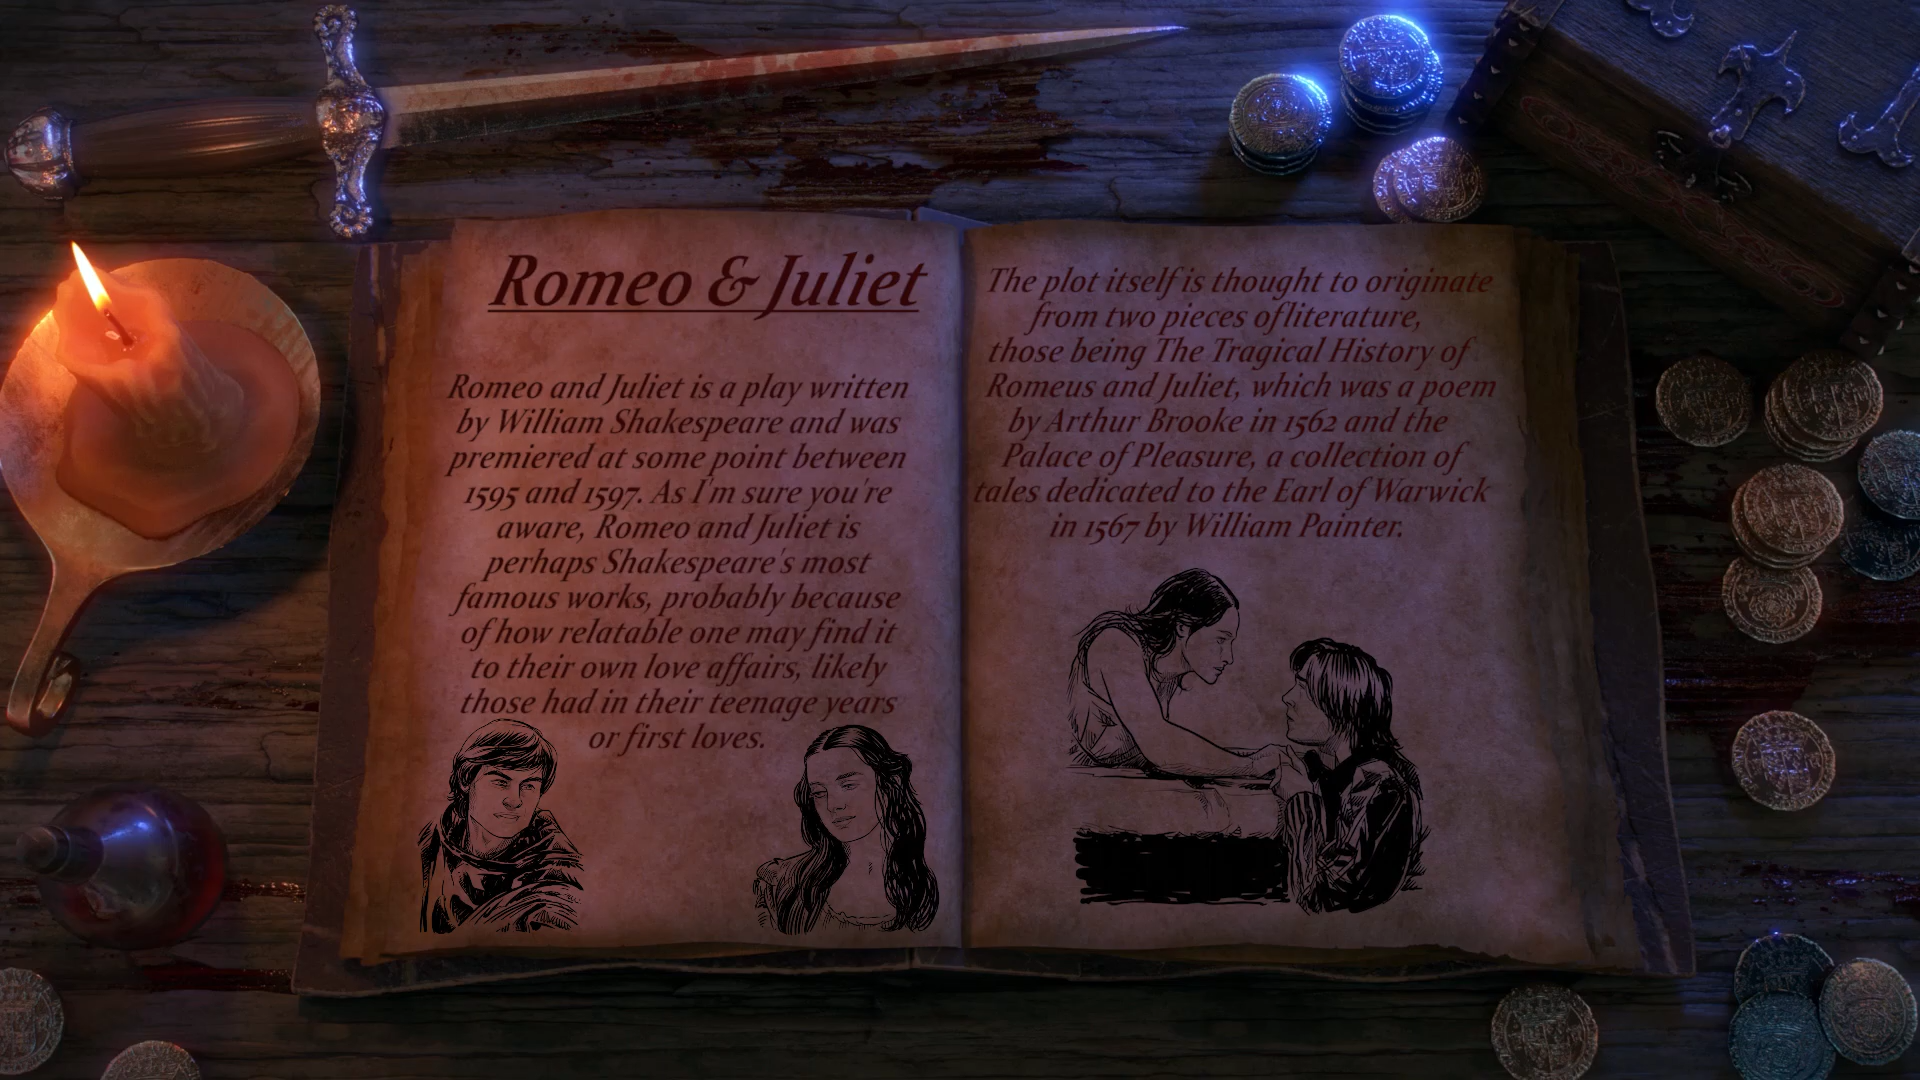 Romeo & Juliet
Romeo and Juliet is a play written
by William Shakespeare and was
premiered at some point between
1595 and 1597. As I'm sure you're
aware, Romeo and Juliet is
perhaps Shakespeare's most
famous works, probably because
of how relatable one may find it
to their own love affairs, likely
those had in their teenage years
or first loves.
The plot itself is thought to originate
from two pieces ofliterature,
those being The Tragical History of
Romeus and Juliet, which was a poem
by Arthur Brooke in 1562 and the
Palace of Pleasure, a collection of
tales dedicated to the Earl of Warwick
in 1567 by William Painter.